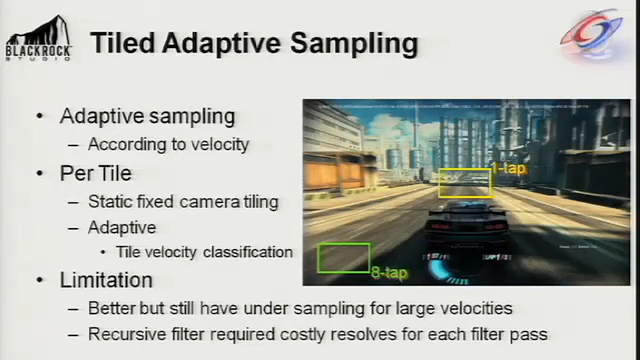 BLACKROCK
STUDIO
Tiled Adaptive Sampling
• Adaptive sampling
– According to velocity
• Per Tile
– Static fixed camera tiling
– Adaptive
• Tile velocity classification
• Limitation
– Better but still have under sampling for large velocities
– Recursive filter required costly resolves for each filter pass
1-tap
8-tap